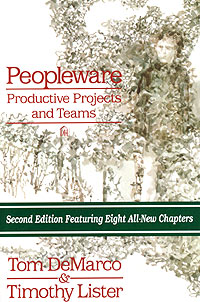 Peopleware
Productive Projects
and Teams
Second Edition Featuring Eight All-New Chapters
Tom DeMarco
&
Timothy Lister